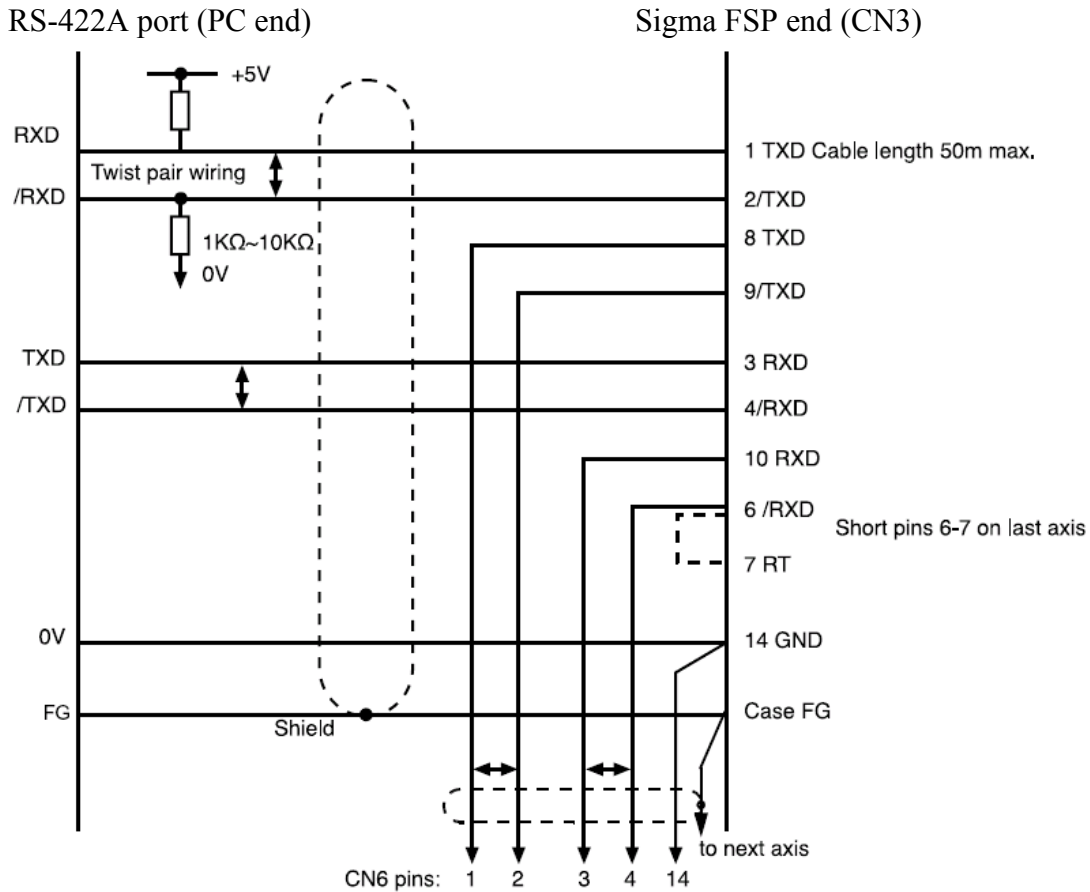 RS-422A port (PC end)
Sigma FSP end (CN3)
+5V
RXD
1 TXD Cable length 50m max.
Twist pair wiring
/RXD
2/TXD
1KΩ~10KΩ
8 TXD
0V
9/TXD
TXD
3 RXD
/TXD
4/RXD
10 RXD
6 /RXD
Short pins 6-7 on last axis
7 RT
0V
14 GND
FG
Case FG
Shield
to next axis
CN6 pins: 1 2 3 4 14